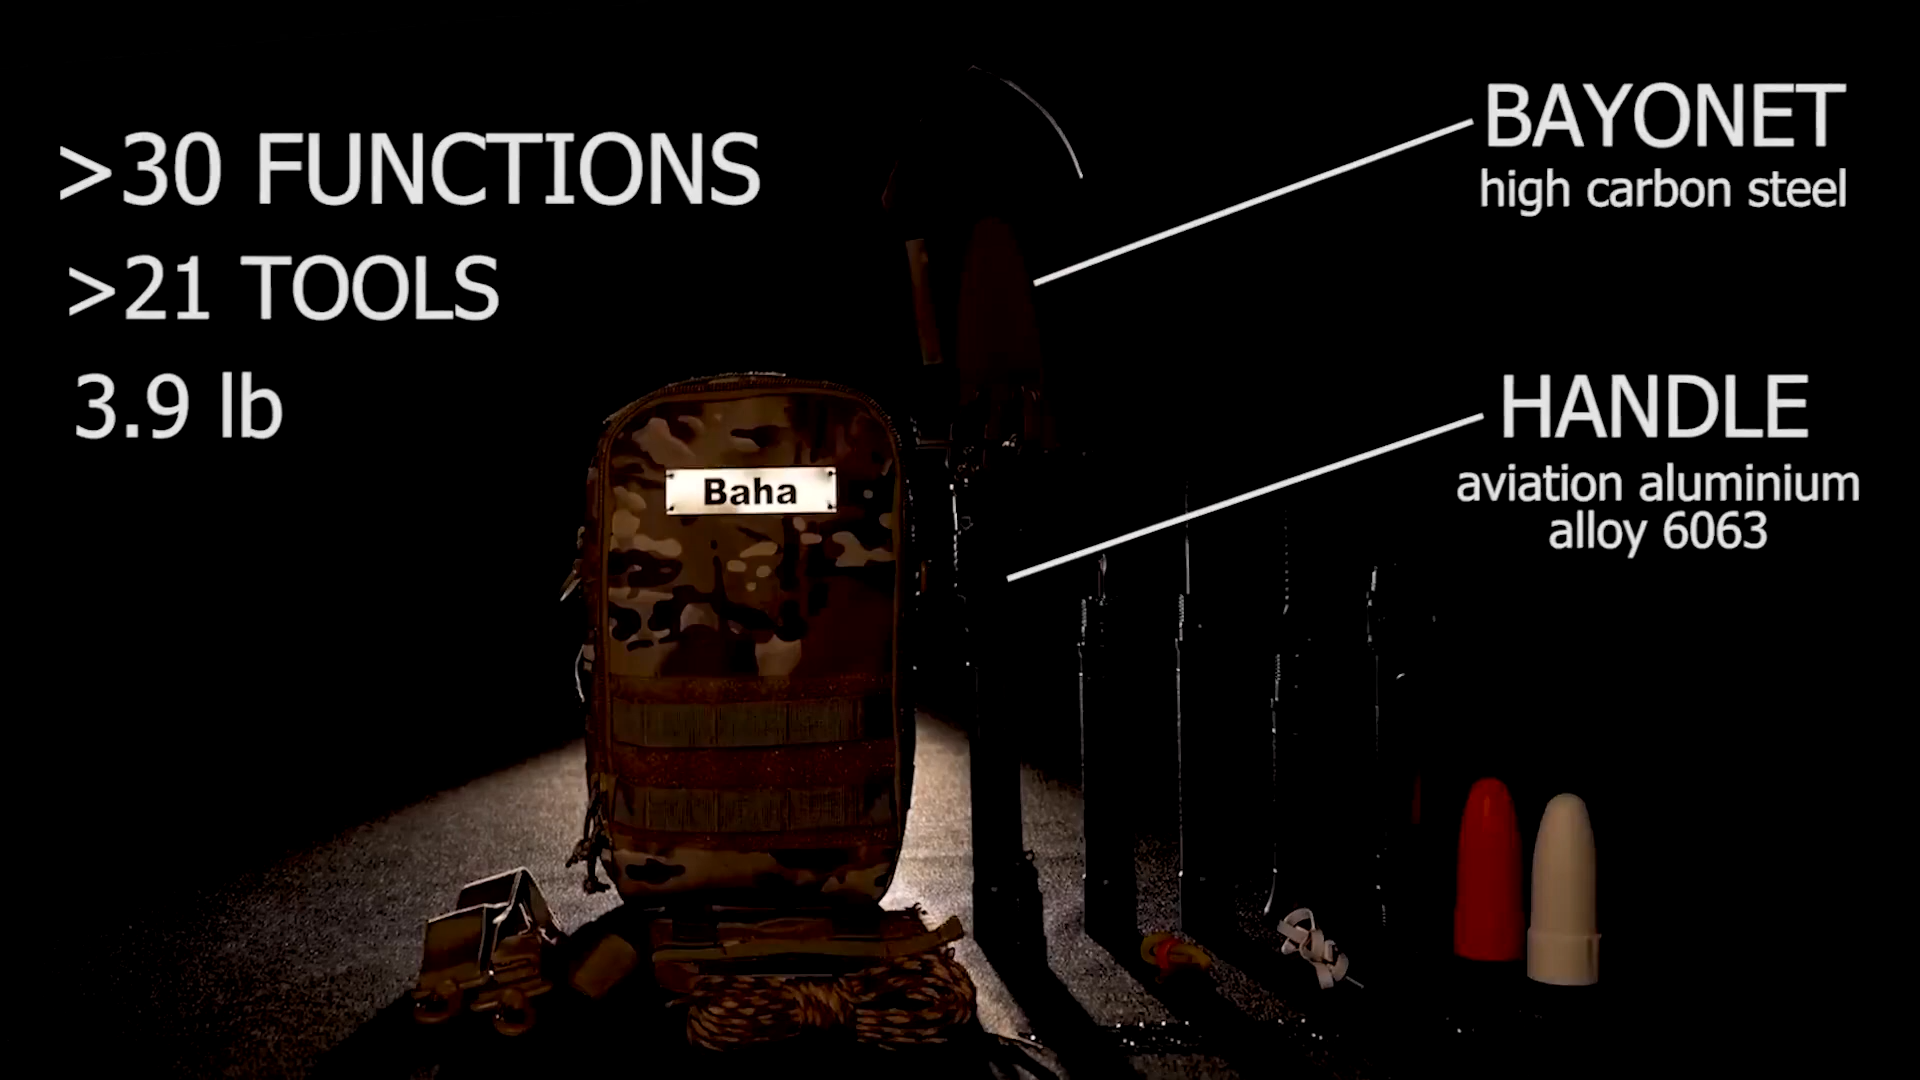 >30 FUNCTIONS
>21 TOOLS
3.9 lb
Baha
BAYONET
high carbon steel
HANDLE
aviation aluminium
alloy 6063